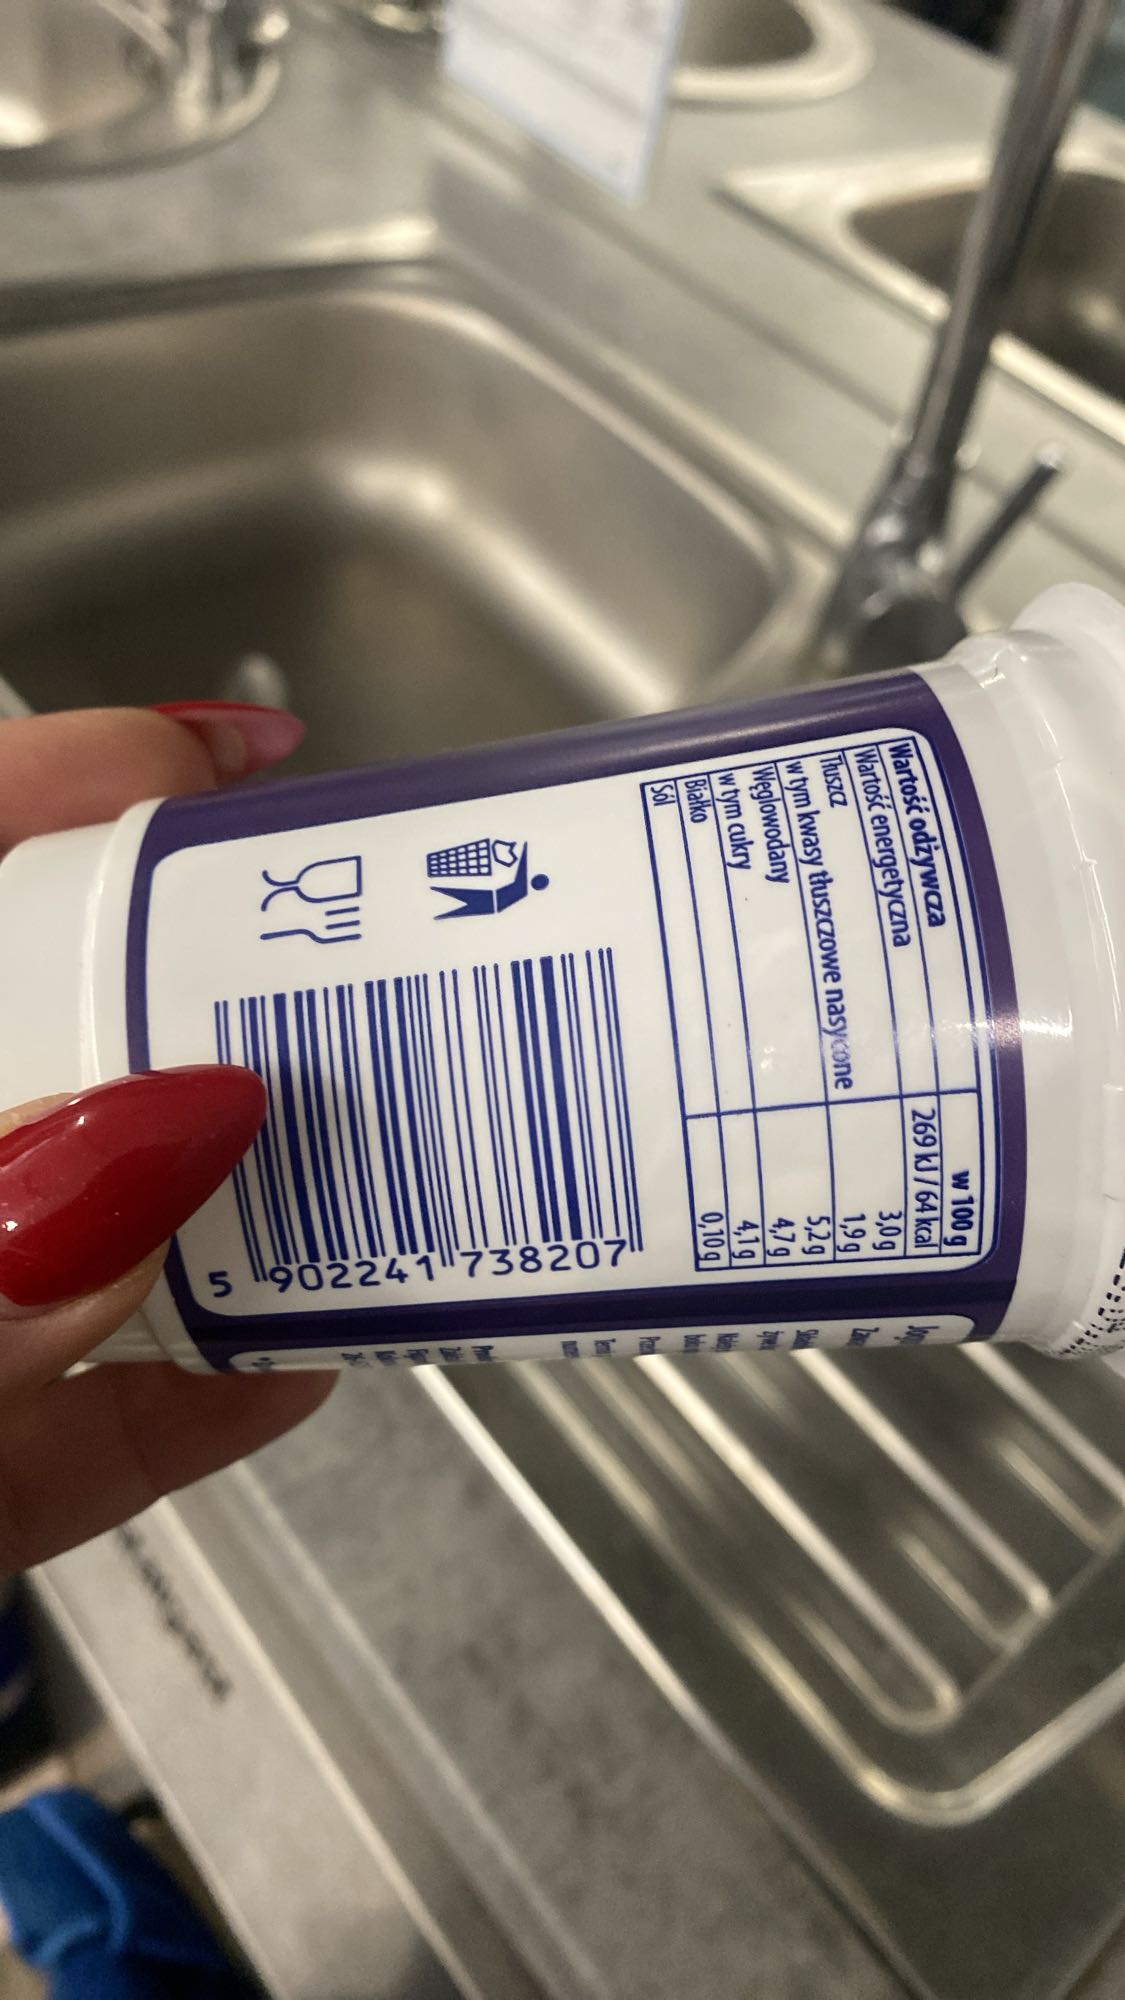 Wartość odżywcza w 100 g
Wartość energetyczna 269 kJ / 64 kcal
Tłuszcz 3,0 g
w tym kwasy tłuszczowe nasycone 1,9 g
Węglowodany 5,2 g
w tym cukry 4,7 g
Białko 4,1 g
Sól 0,10 g
5 902241 738207